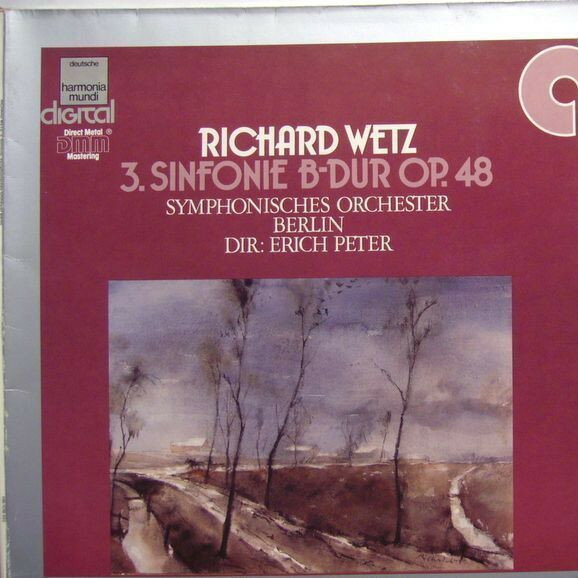 deutsche
harmonia
mundi
digital
Direct Metal ®
DMM
Mastering
RICHARD WETZ
3. SINFONIE B-DUR OP. 48
SYMPHONISCHES ORCHESTER
BERLIN
DIR: ERICH PETER